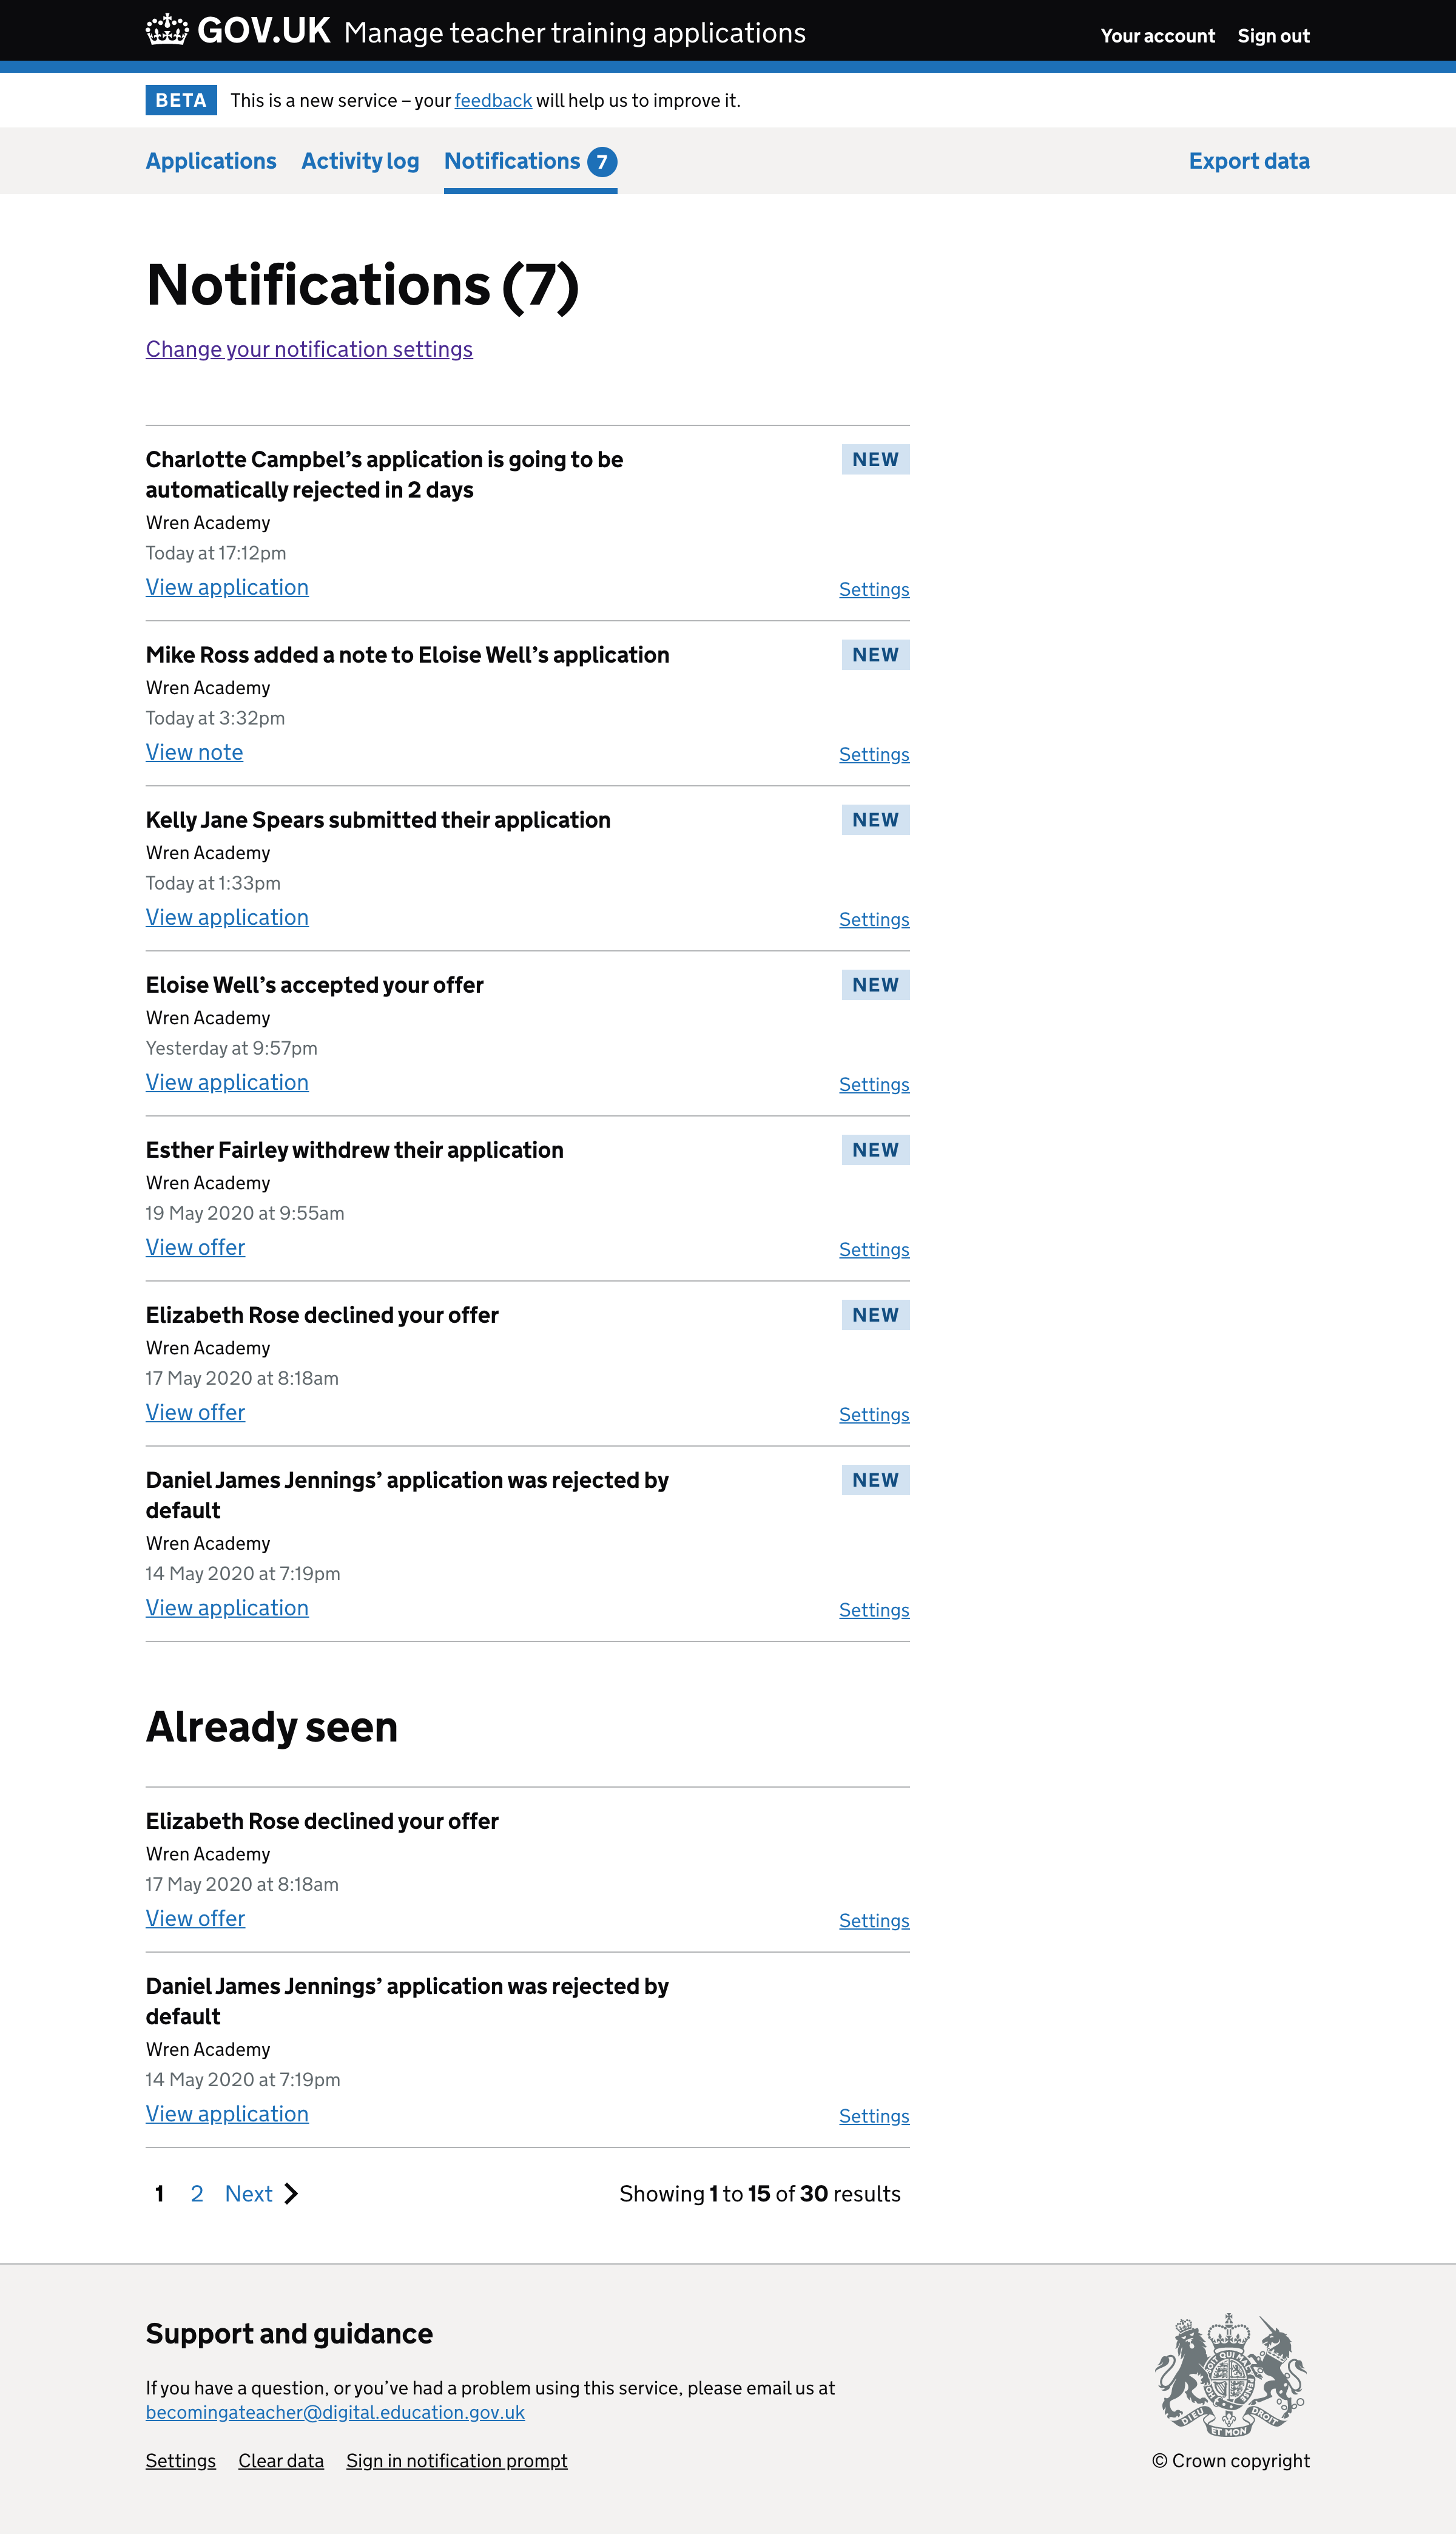 GOV.UK Manage teacher training applications Your account Sign out
BETA This is a new service – your feedback will help us to improve it.
Applications Activity log Notifications 7 Export data
Notifications (7)
Change your notification settings
Charlotte Campbel’s application is going to be NEW
automatically rejected in 2 days
Wren Academy
Today at 17:12pm
View application Settings
Mike Ross added a note to Eloise Well’s application NEW
Wren Academy
Today at 3:32pm
View note Settings
Kelly Jane Spears submitted their application NEW
Wren Academy
Today at 1:33pm
View application Settings
Eloise Well’s accepted your offer NEW
Wren Academy
Yesterday at 9:57pm
View application Settings
Esther Fairley withdrew their application NEW
Wren Academy
19 May 2020 at 9:55am
View offer Settings
Elizabeth Rose declined your offer NEW
Wren Academy
17 May 2020 at 8:18am
View offer Settings
Daniel James Jennings’ application was rejected by NEW
default
Wren Academy
14 May 2020 at 7:19pm
View application Settings
Already seen
Elizabeth Rose declined your offer
Wren Academy
17 May 2020 at 8:18am
View offer Settings
Daniel James Jennings’ application was rejected by
default
Wren Academy
14 May 2020 at 7:19pm
View application Settings
1 2 Next Showing 1 to 15 of 30 results
Support and guidance
If you have a question, or you’ve had a problem using this service, please email us at
becomingateacher@digital.education.gov.uk
Settings Clear data Sign in notification prompt
DIEU ET MON DROIT
© Crown copyright